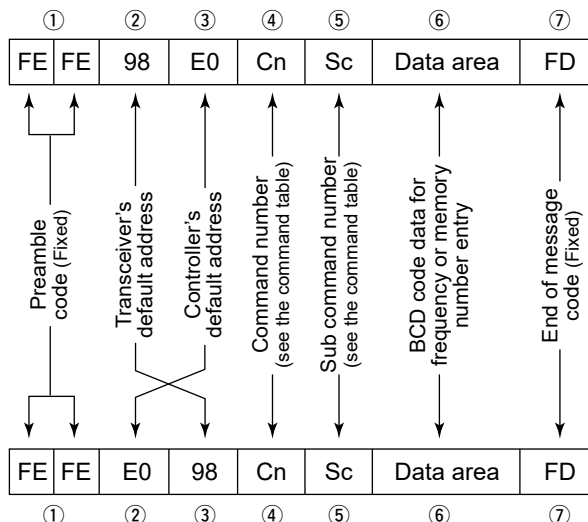 ① ② ③ ④ ⑤ ⑥ ⑦
FE FE 98 E0 Cn Sc Data area FD
Preamble
code (Fixed)
Transceiver's
default address
Controller's
default address
Command number
(see the command table)
Sub command number
(see the command table)
BCD code data for
frequency or memory
number entry
End of message
code (Fixed)
FE FE E0 98 Cn Sc Data area FD
① ② ③ ④ ⑤ ⑥ ⑦